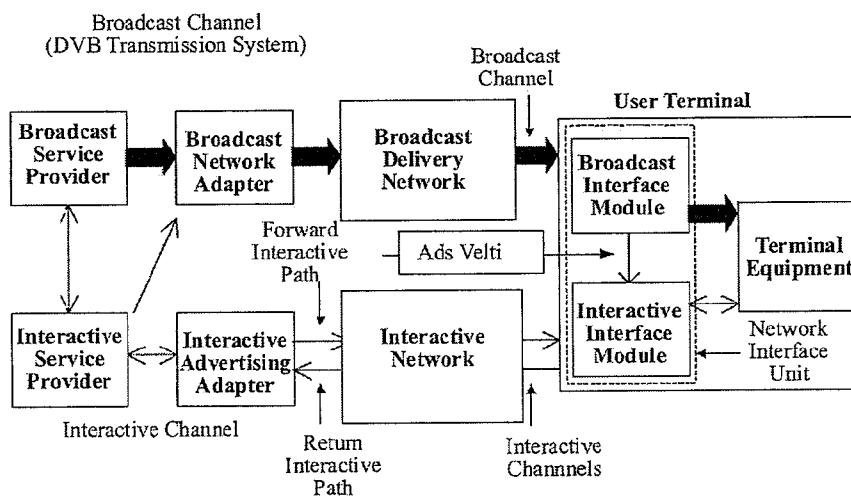 Broadcast Channel
(DVB Transmission System)
Broadcast
Channel
User Terminal
Broadcast
Service
Provider
Broadcast
Network
Adapter
Broadcast
Delivery
Network
Broadcast
Interface
Module
Forward
Interactive
Path
Ads Velti
Terminal
Equipment
Interactive
Service
Provider
Interactive
Advertising
Adapter
Interactive
Network
Interactive
Interface
Module
Network
Interface
Unit
Interactive Channel
Return
Interactive
Path
Interactive
Channnels